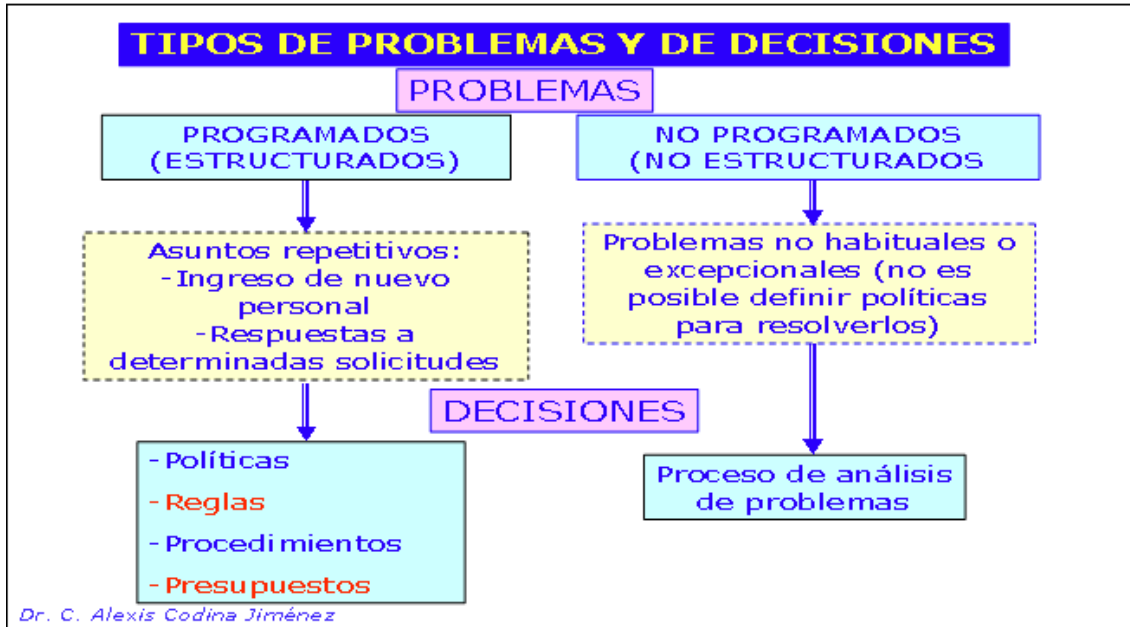 TIPOS DE PROBLEMAS Y DE DECISIONES
PROBLEMAS
PROGRAMADOS
(ESTRUCTURADOS)
NO PROGRAMADOS
(NO ESTRUCTURADOS
Asuntos repetitivos:
-Ingreso de nuevo
personal
-Respuestas a
determinadas solicitudes
Problemas no habituales o
excepcionales (no es
posible definir políticas
para resolverlos)
DECISIONES
-Políticas
-Reglas
-Procedimientos
-Presupuestos
Proceso de análisis
de problemas
Dr. C. Alexis Codina Jiménez